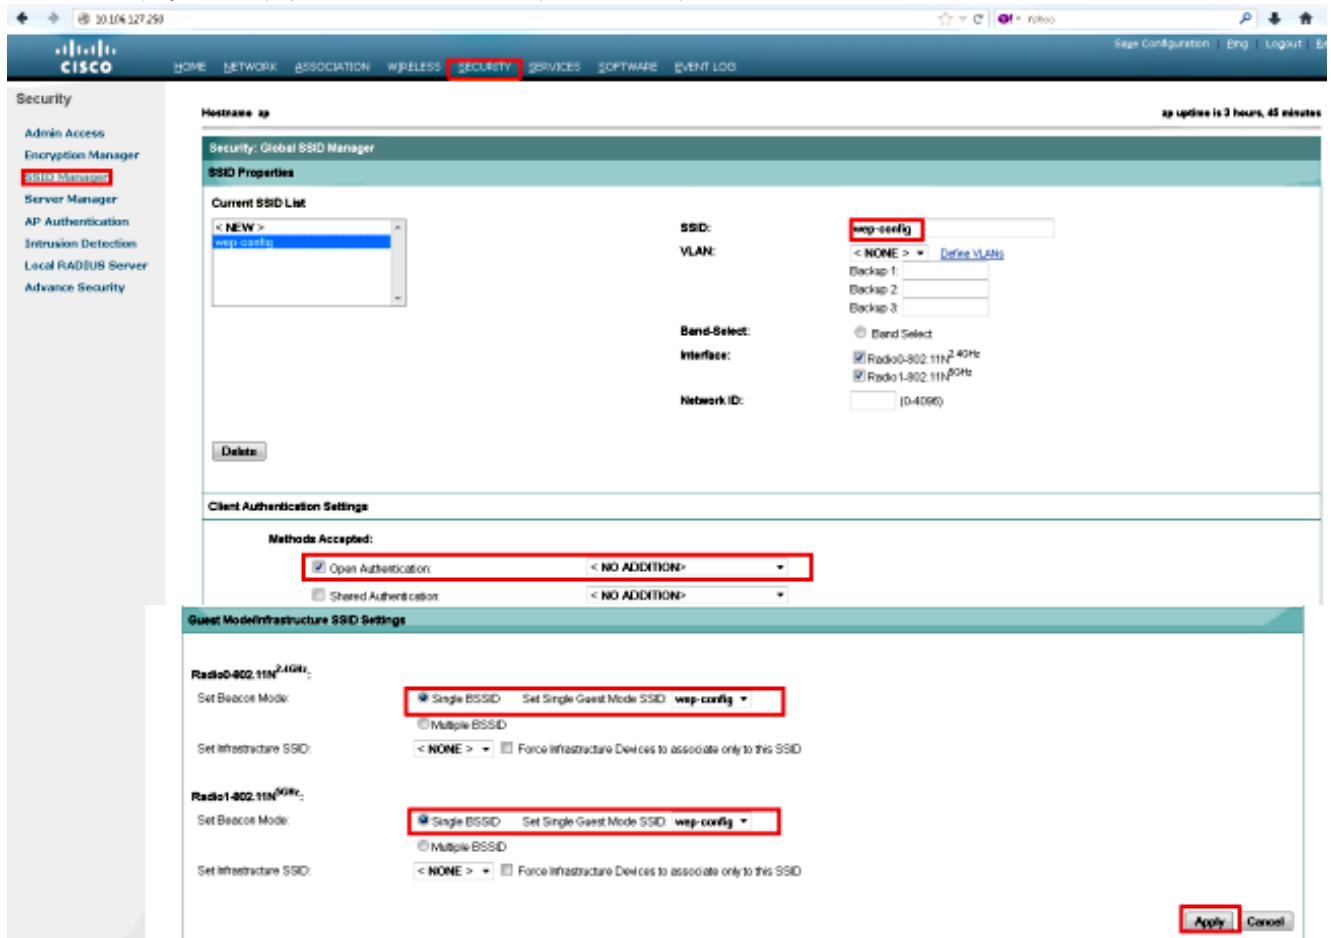 10.106.127.250
Sage Configuration | Ping | Logout |
CISCO
HOME NETWORK ASSOCIATION WIRELESS SECURITY SERVICES SOFTWARE EVENT LOG
Security
Hostname ap
ap uptime is 3 hours, 45 minutes
Admin Access
Encryption Manager
SSID Manager
Server Manager
AP Authentication
Intrusion Detection
Local RADIUS Server
Advance Security
Security: Global SSID Manager
SSID Properties
Current SSID List
< NEW >
wep-config
SSID:
wep-config
VLAN:
< NONE >
Define VLANs
Backup 1:
Backup 2:
Backup 3:
Band-Select:
Band Select
Interface:
Radio0-802.11N2.4GHz
Radio1-802.11N5GHz
Network ID:
(0-4096)
Delete
Client Authentication Settings
Methods Accepted:
Open Authentication:
< NO ADDITION>
Shared Authentication:
< NO ADDITION>
Guest Mode/Infrastructure SSID Settings
Radio0-802.11N2.4GHz:
Set Beacon Mode:
Single BSSID Set Single Guest Mode SSID: wep-config
Multiple BSSID
Set Infrastructure SSID:
< NONE > Force Infrastructure Devices to associate only to this SSID
Radio1-802.11N5GHz:
Set Beacon Mode:
Single BSSID Set Single Guest Mode SSID: wep-config
Multiple BSSID
Set Infrastructure SSID:
< NONE > Force Infrastructure Devices to associate only to this SSID
Apply Cancel